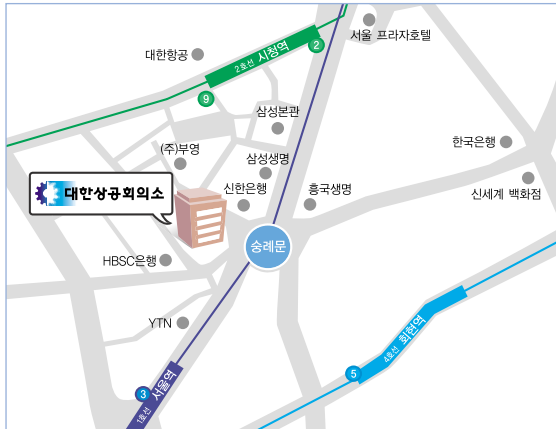 서울 프라자호텔
대한항공
2호선 시청역
2
9
삼성본관
(주)부영
한국은행
삼성생명
대한상공회의소
신한은행
흥국생명
신세계 백화점
숭례문
HBSC은행
YTN
4호선 회현역
5
3
1호선 서울역